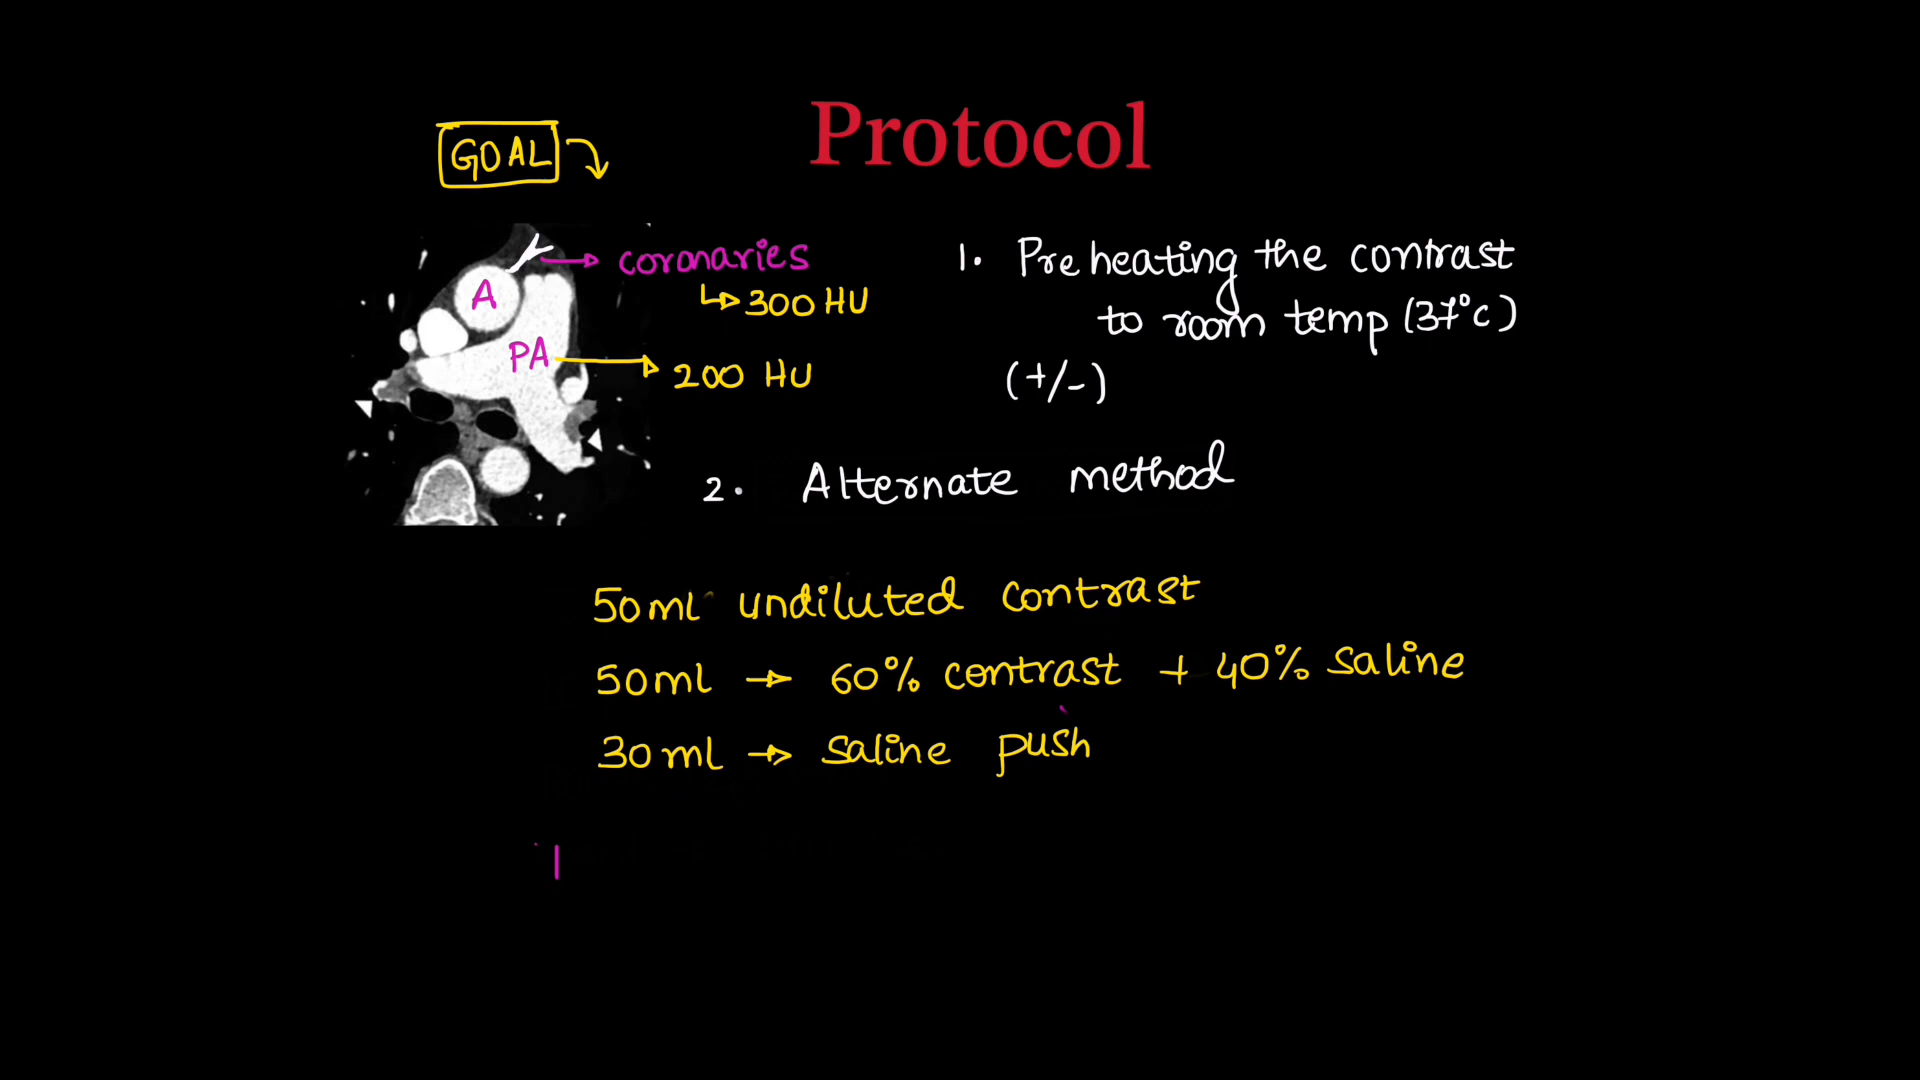 Protocol
GOAL
coronaries
300 HU
A
PA
200 HU
1. Preheating the contrast
to room temp (37°c)
(+/-)
2. Alternate method
50ml undiluted contrast
50ml → 60% contrast + 40% saline
30ml → saline push